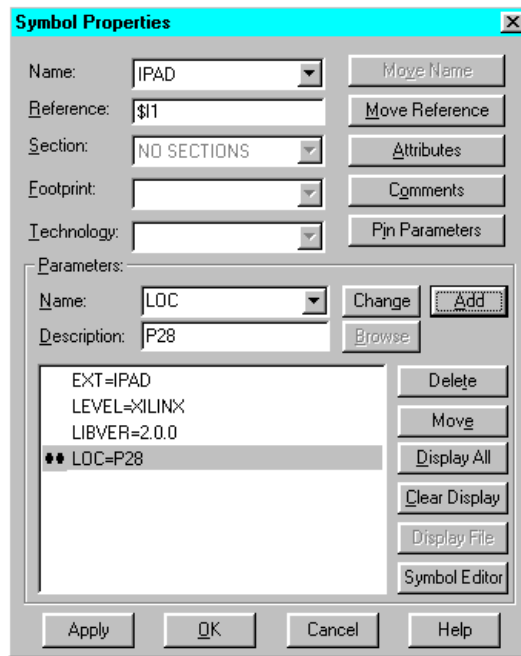 Symbol Properties
Name: IPAD Move Name
Reference: $I1 Move Reference
Section: NO SECTIONS Attributes
Footprint: Comments
Technology: Pin Parameters
Parameters:
Name: LOC Change Add
Description: P28 Browse
EXT=IPAD Delete
LEVEL=XILINX Move
LIBVER=2.0.0
LOC=P28 Display All
Clear Display
Display File
Symbol Editor
Apply OK Cancel Help